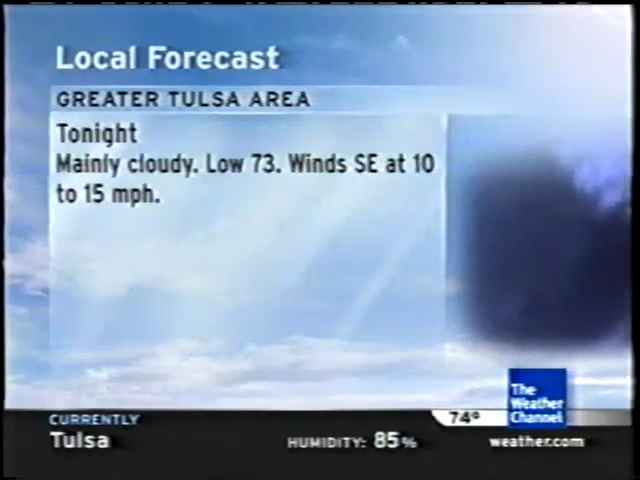 Local Forecast
GREATER TULSA AREA
Tonight
Mainly cloudy. Low 73. Winds SE at 10
to 15 mph.
The
Weather
Channel
CURRENTLY
74°
Tulsa
HUMIDITY: 85%
weather.com